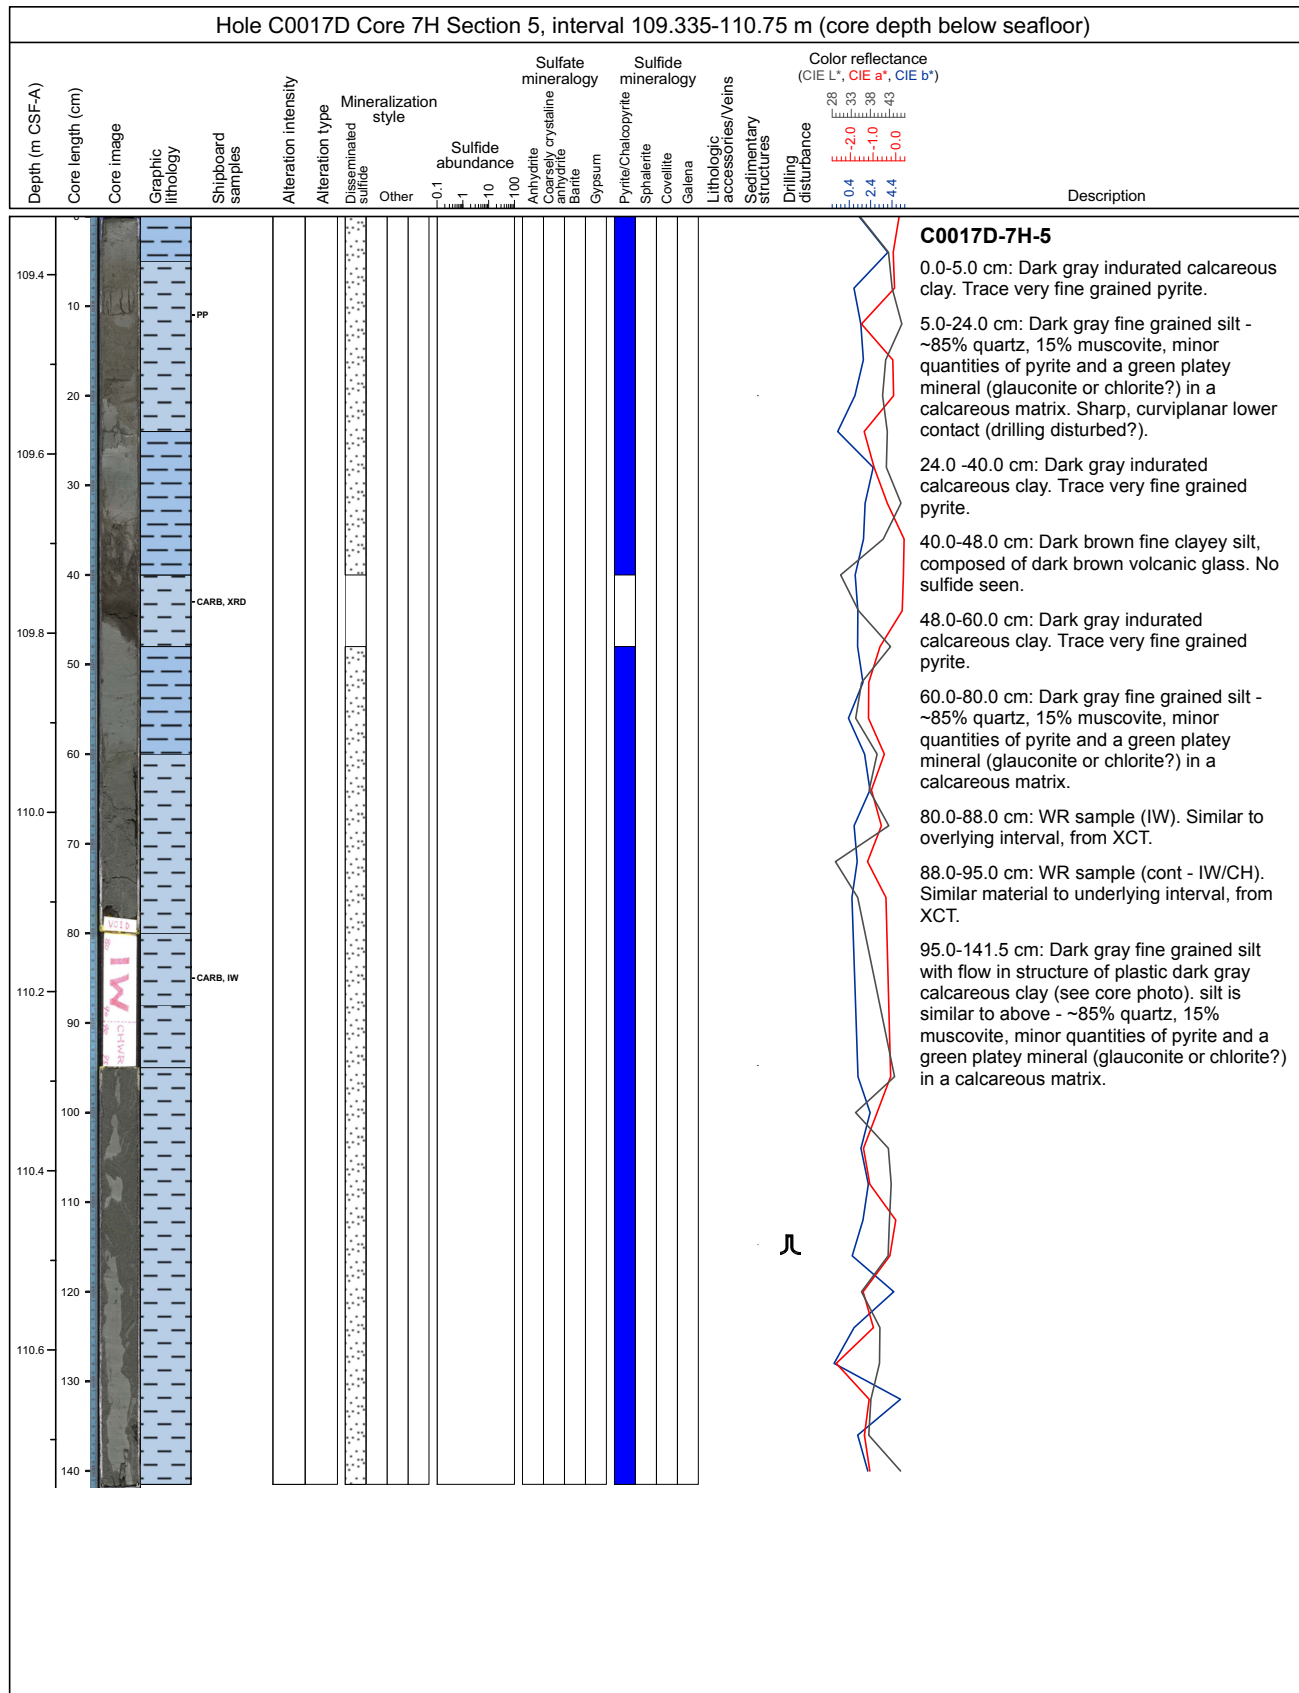 Hole C0017D Core 7H Section 5, interval 109.335-110.75 m (core depth below seafloor)
Depth (m CSF-A)
Core length (cm)
Core image
Graphic
lithology
Shipboard
samples
Alteration intensity
Alteration type
Mineralization
style
Disseminated
sulfide
Other
Sulfide
abundance
0.1
1
10
100
Sulfate
mineralogy
Anhydrite
Coarsely crystaline
anhydrite
Barite
Gypsum
Sulfide
mineralogy
Pyrite/Chalcopyrite
Sphalerite
Covellite
Galena
Lithologic
accessories/Veins
Sedimentary
structures
Drilling
disturbance
Color reflectance
(CIE L*, CIE a*, CIE b*)
28 33 38 43
-2.0 -1.0 0.0
0.4 2.4 4.4
Description
109.4
109.6
109.8
110.0
110.2
110.4
110.6
0
10
20
30
40
50
60
70
80
90
100
110
120
130
140
VOID
IW
CHWR
PP
CARB, XRD
CARB, IW
C0017D-7H-5
0.0-5.0 cm: Dark gray indurated calcareous
clay. Trace very fine grained pyrite.
5.0-24.0 cm: Dark gray fine grained silt -
~85% quartz, 15% muscovite, minor
quantities of pyrite and a green platey
mineral (glauconite or chlorite?) in a
calcareous matrix. Sharp, curviplanar lower
contact (drilling disturbed?).
24.0 -40.0 cm: Dark gray indurated
calcareous clay. Trace very fine grained
pyrite.
40.0-48.0 cm: Dark brown fine clayey silt,
composed of dark brown volcanic glass. No
sulfide seen.
48.0-60.0 cm: Dark gray indurated
calcareous clay. Trace very fine grained
pyrite.
60.0-80.0 cm: Dark gray fine grained silt -
~85% quartz, 15% muscovite, minor
quantities of pyrite and a green platey
mineral (glauconite or chlorite?) in a
calcareous matrix.
80.0-88.0 cm: WR sample (IW). Similar to
overlying interval, from XCT.
88.0-95.0 cm: WR sample (cont - IW/CH).
Similar material to underlying interval, from
XCT.
95.0-141.5 cm: Dark gray fine grained silt
with flow in structure of plastic dark gray
calcareous clay (see core photo). silt is
similar to above - ~85% quartz, 15%
muscovite, minor quantities of pyrite and a
green platey mineral (glauconite or chlorite?)
in a calcareous matrix.